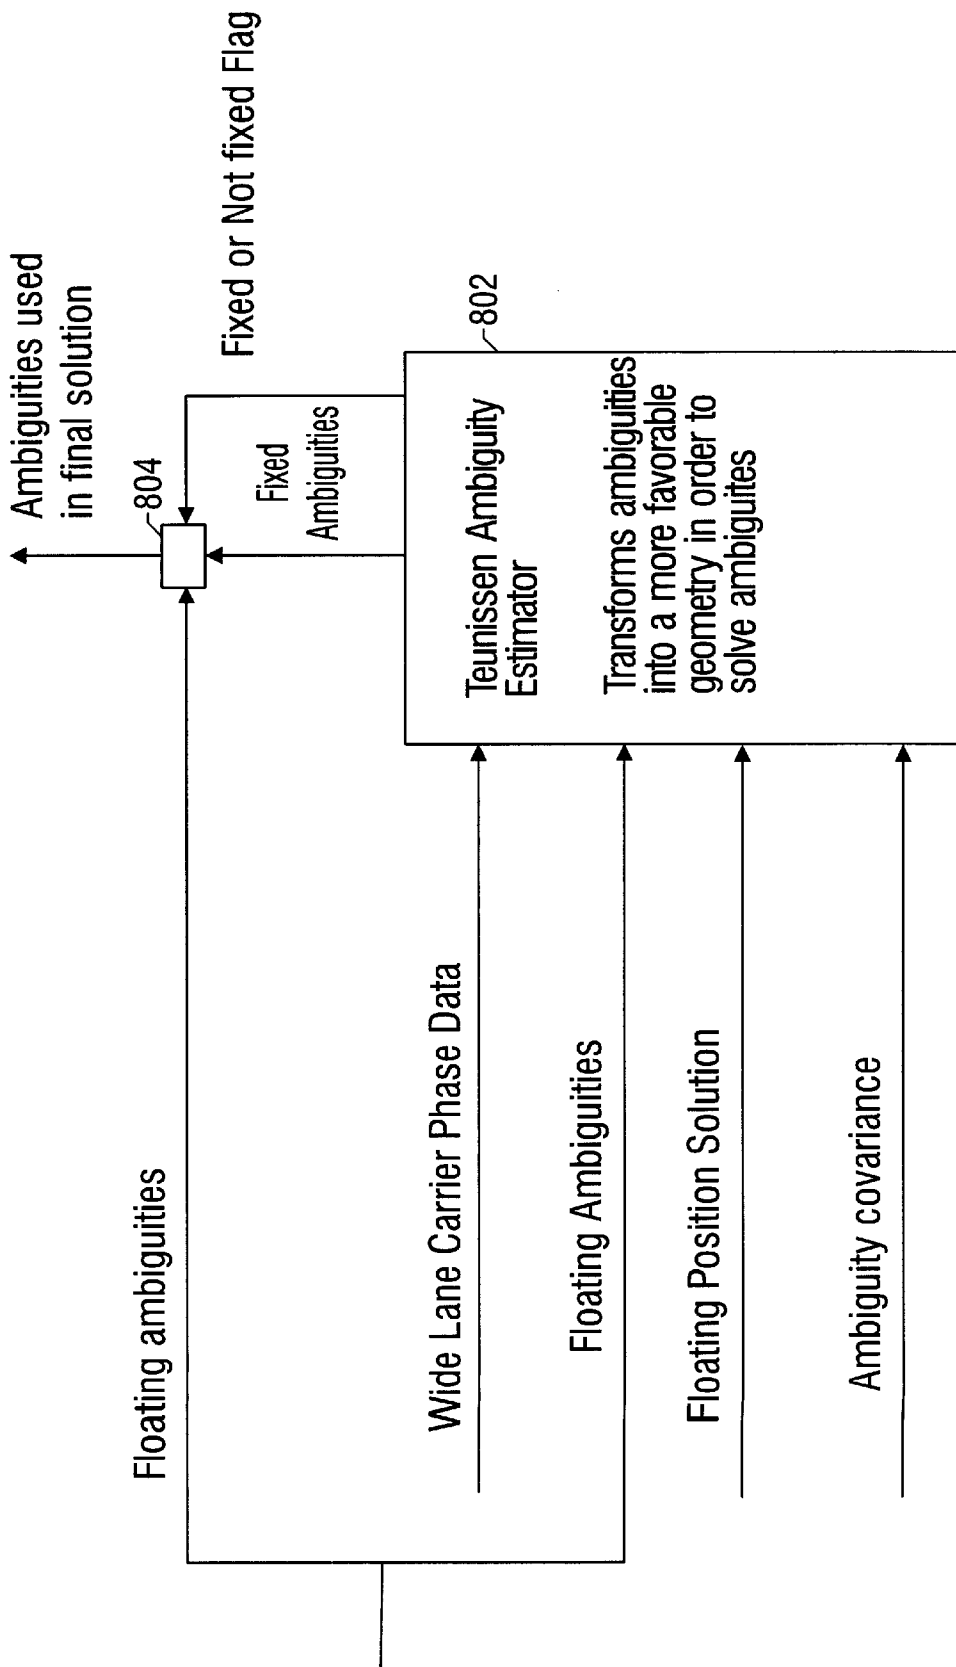 Floating ambiguities
Ambiguities used
in final solution
804
Fixed or Not fixed Flag
Fixed
Ambiguities
802
Wide Lane Carrier Phase Data
Floating Ambiguities
Floating Position Solution
Ambiguity covariance
Teunissen Ambiguity
Estimator
Transforms ambiguities
into a more favorable
geometry in order to
solve ambiguites